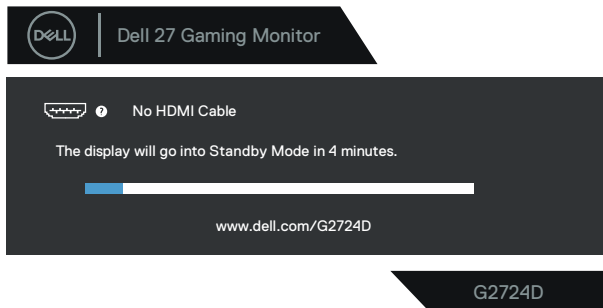 DELL
Dell 27 Gaming Monitor
? No HDMI Cable
The display will go into Standby Mode in 4 minutes.
www.dell.com/G2724D
G2724D